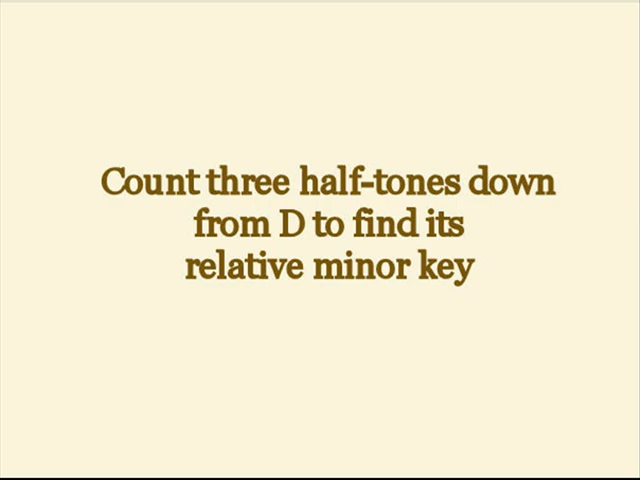 Count three half-tones down
from D to find its
relative minor key